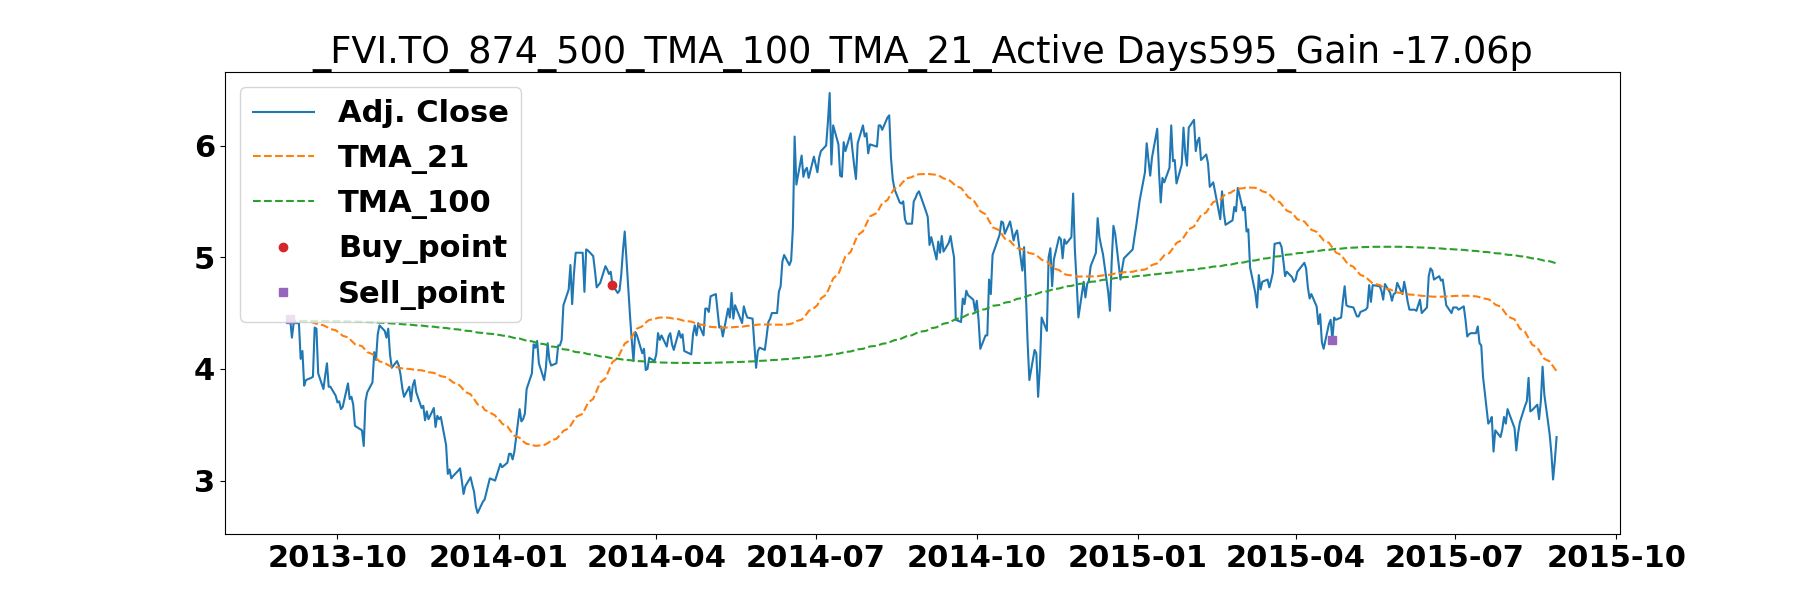 _FVI.TO_874_500_TMA_100_TMA_21_Active Days595_Gain -17.06p
Adj. Close
TMA_21
TMA_100
Buy_point
Sell_point
6
5
4
3
2013-10 2014-01 2014-04 2014-07 2014-10 2015-01 2015-04 2015-07 2015-10